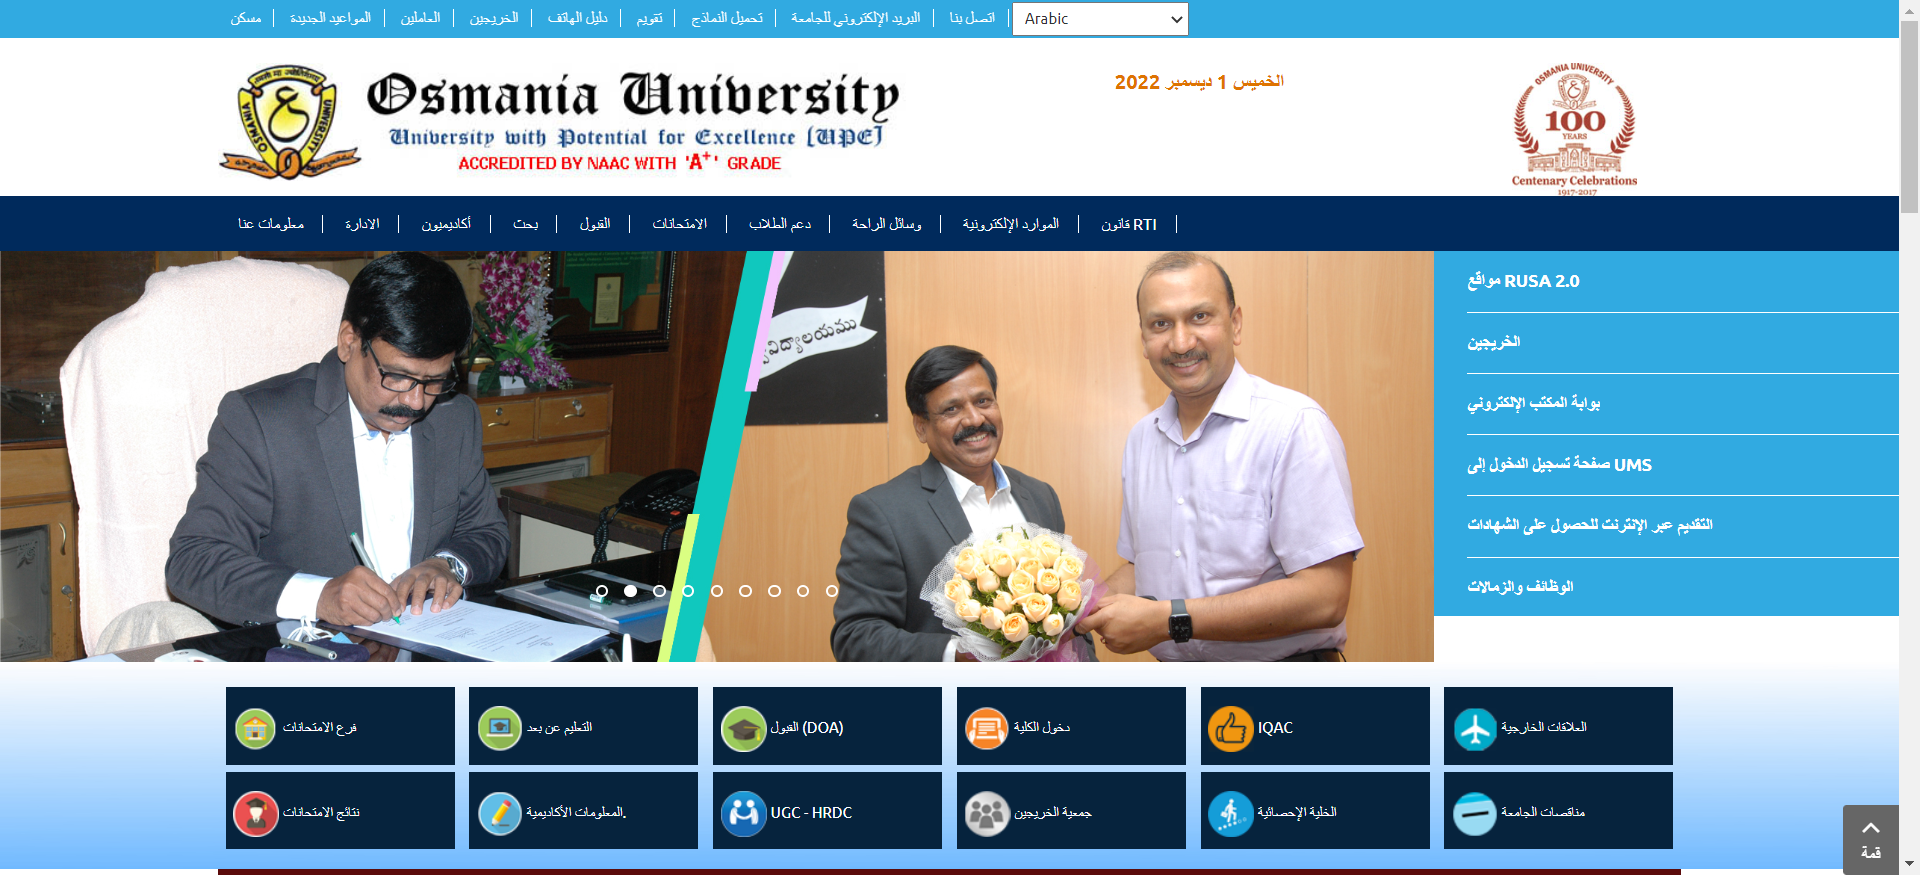 مسكن
المواعيد الجديدة
العاملين
الخريجين
دليل الهاتف
تقويم
تحميل النماذج
البريد الإلكتروني للجامعة
اتصل بنا
Arabic
Osmania University
University with Potential for Excellence [UPE]
ACCREDITED BY NAAC WITH 'A+' GRADE
الخميس 1 ديسمبر 2022
OSMANIA UNIVERSITY
100
YEARS
Centenary Celebrations
1917-2017
معلومات عنا
الادارة
أكاديميون
بحث
القبول
الامتحانات
دعم الطلاب
وسائل الراحة
الموارد الإلكترونية
قانون RTI
مواقع RUSA 2.0
الخريجين
بوابة المكتب الإلكتروني
صفحة تسجيل الدخول إلى UMS
التقديم عبر الإنترنت للحصول على الشهادات
الوظائف والزمالات
فرع الامتحانات
التعليم عن بعد
القبول (DOA)
دخول الكلية
IQAC
العلاقات الخارجية
نتائج الامتحانات
المعلومات الأكاديمية.
UGC - HRDC
جمعية الخريجين
الخلية الإحصائية
مناقصات الجامعة
قمة